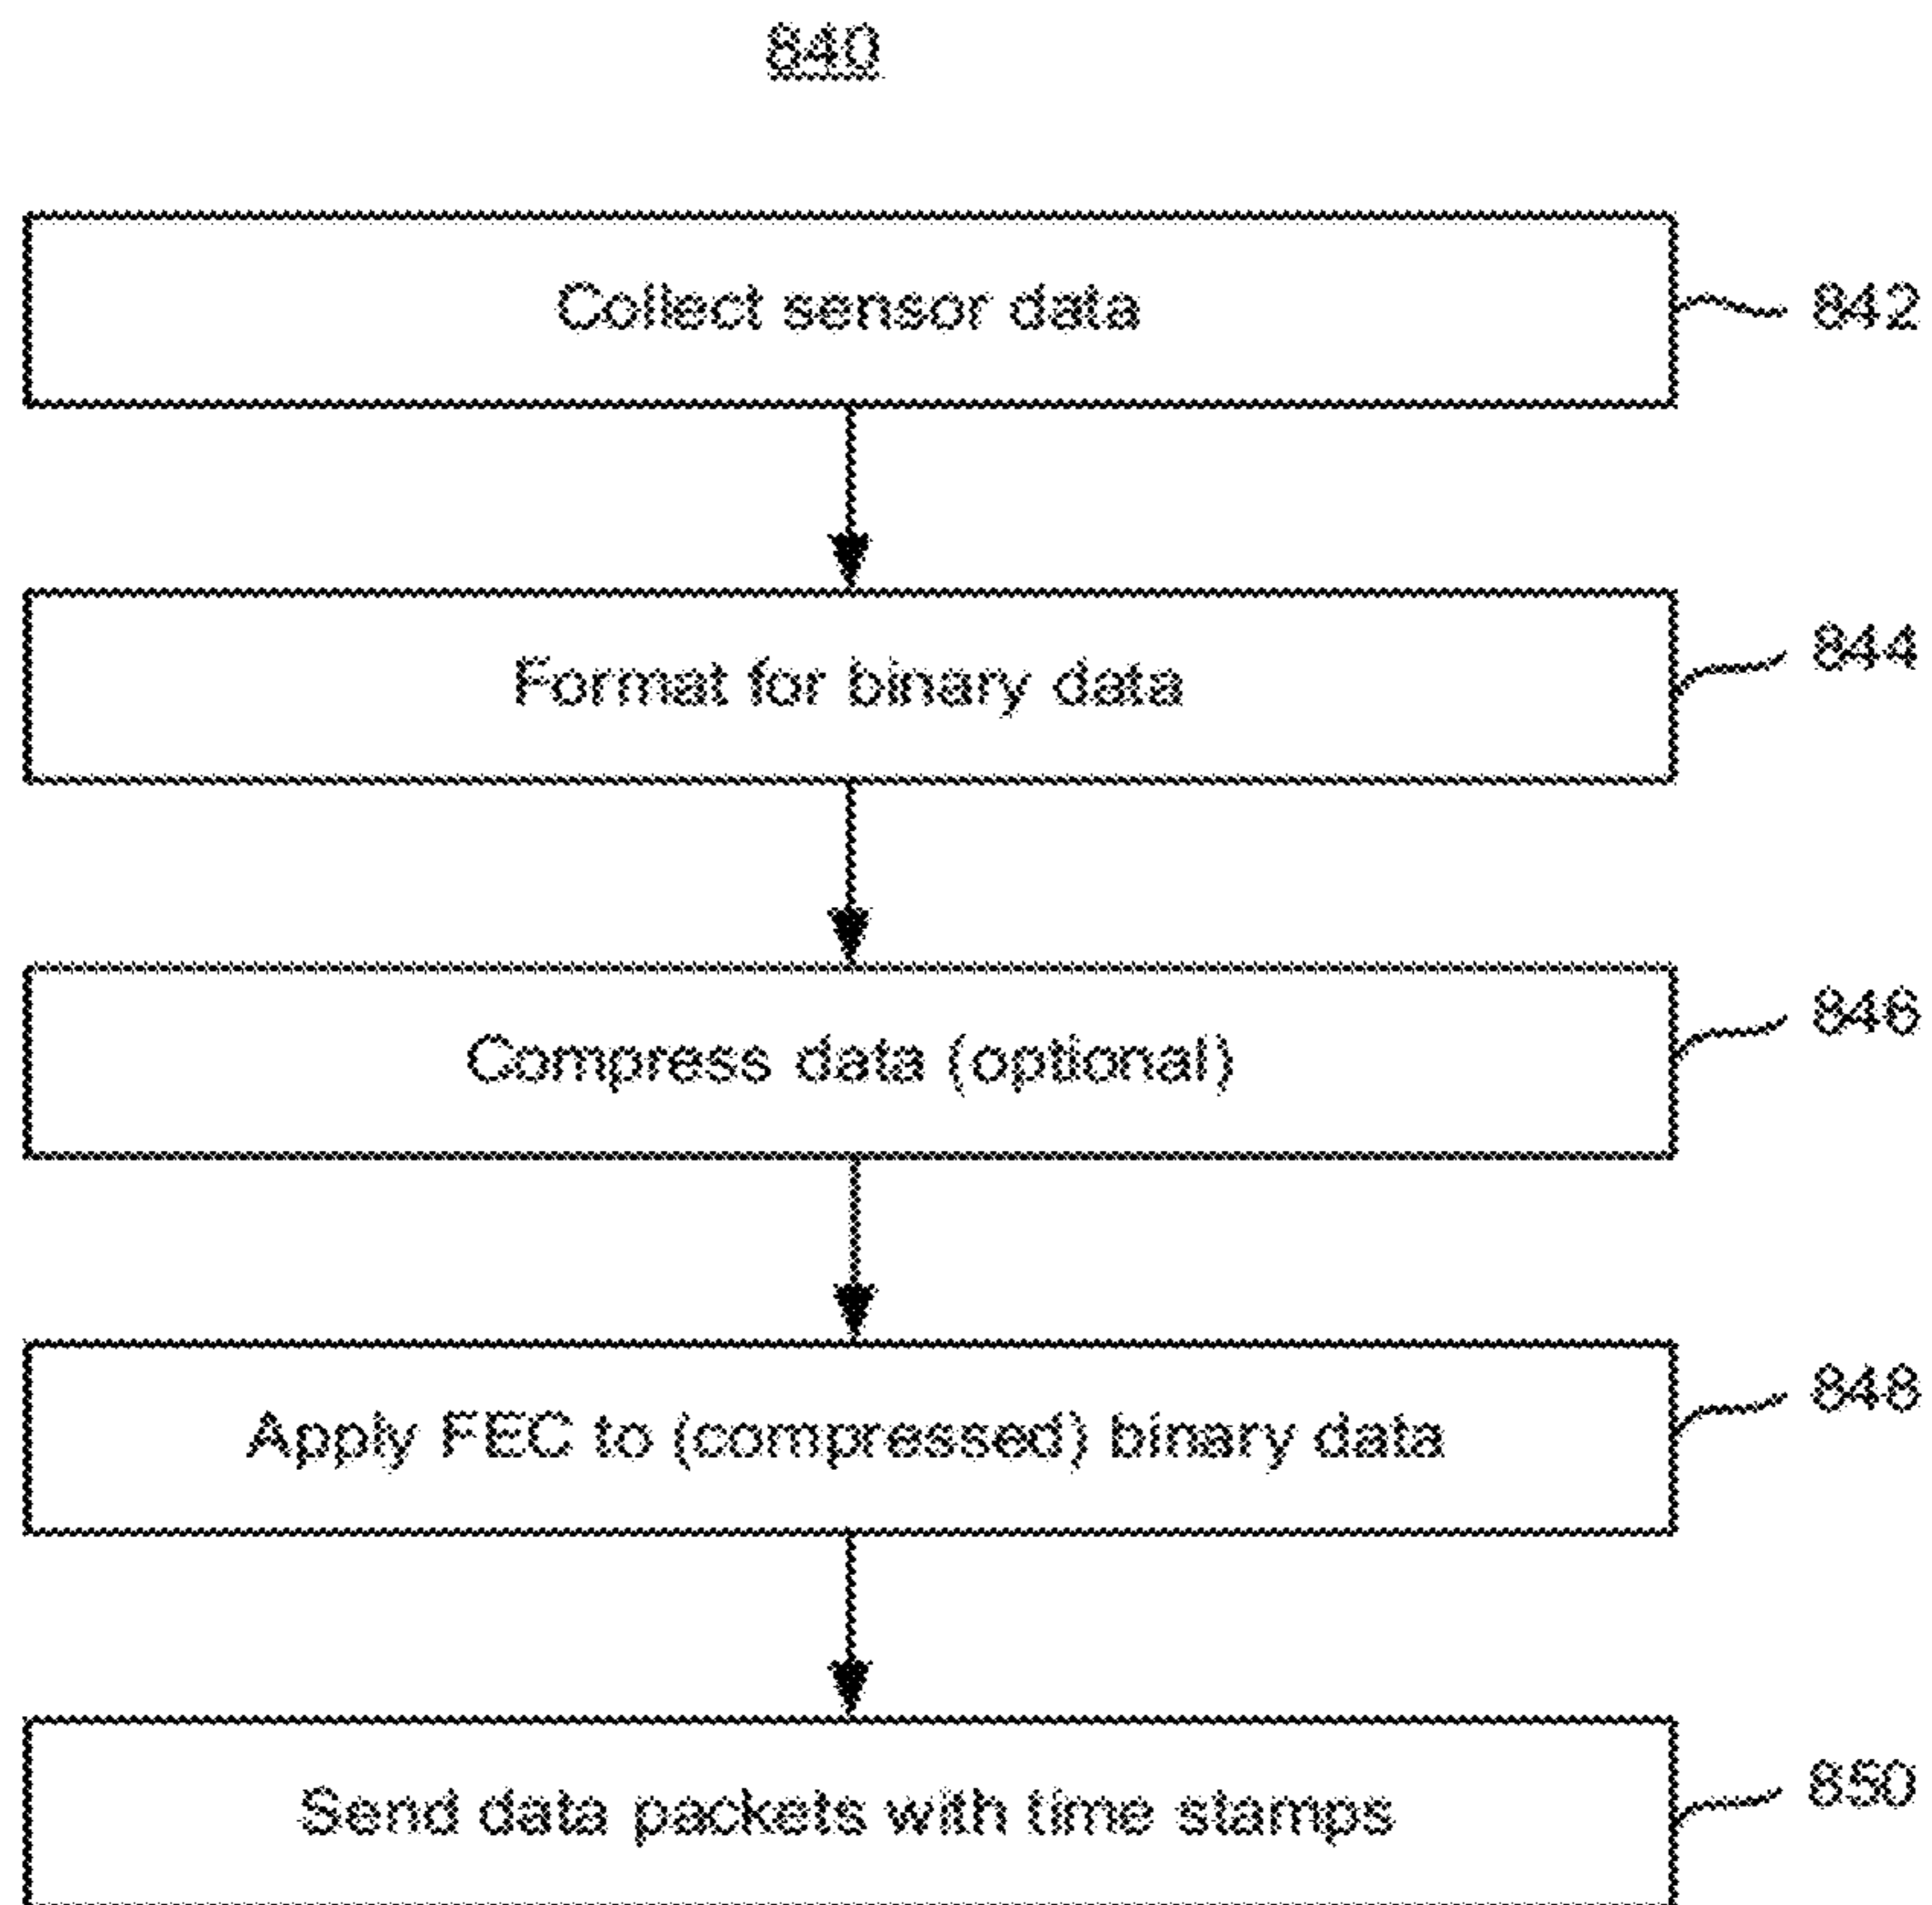 840
Collect sensor data
842
Format for binary data
844
Compress data (optional)
846
Apply FEC to (compressed) binary data
848
Send data packets with time stamps
850